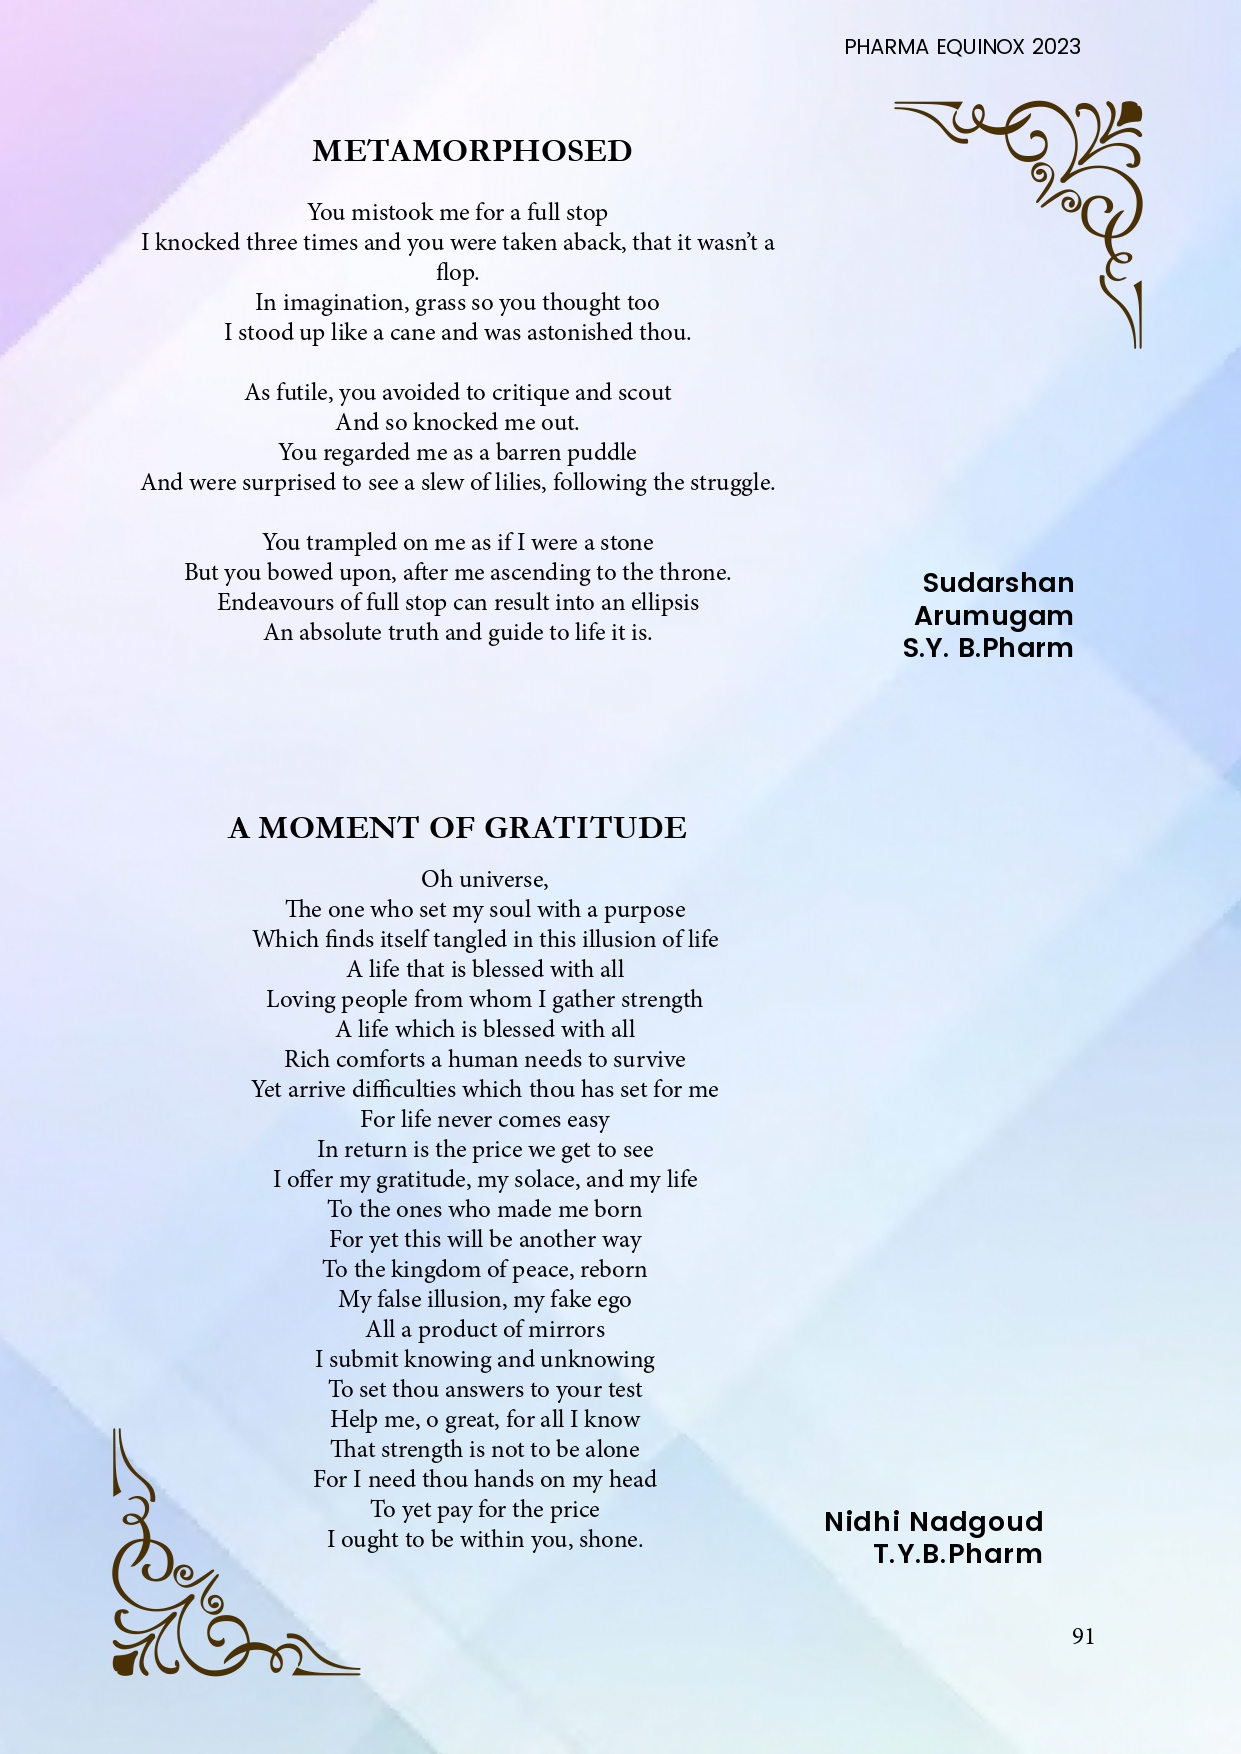 PHARMA EQUINOX 2023
METAMORPHOSED
You mistook me for a full stop
I knocked three times and you were taken aback, that it wasn’t a
flop.
In imagination, grass so you thought too
I stood up like a cane and was astonished thou.
As futile, you avoided to critique and scout
And so knocked me out.
You regarded me as a barren puddle
And were surprised to see a slew of lilies, following the struggle.
You trampled on me as if I were a stone
But you bowed upon, after me ascending to the throne.
Endeavours of full stop can result into an ellipsis
An absolute truth and guide to life it is.
Sudarshan
Arumugam
S.Y. B.Pharm
A MOMENT OF GRATITUDE
Oh universe,
The one who set my soul with a purpose
Which finds itself tangled in this illusion of life
A life that is blessed with all
Loving people from whom I gather strength
A life which is blessed with all
Rich comforts a human needs to survive
Yet arrive difficulties which thou has set for me
For life never comes easy
In return is the price we get to see
I offer my gratitude, my solace, and my life
To the ones who made me born
For yet this will be another way
To the kingdom of peace, reborn
My false illusion, my fake ego
All a product of mirrors
I submit knowing and unknowing
To set thou answers to your test
Help me, o great, for all I know
That strength is not to be alone
For I need thou hands on my head
To yet pay for the price
I ought to be within you, shone.
Nidhi Nadgoud
T.Y.B.Pharm
91